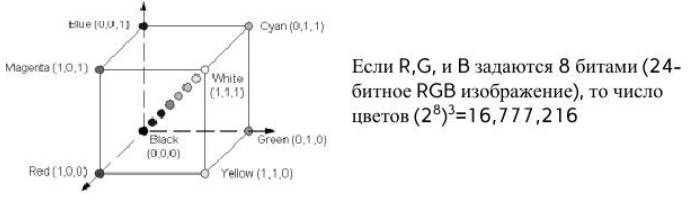 Blue (0,0,1)
Cyan (0,1,1)
Magenta (1,0,1)
White
(1,1,1)
Black
(0,0,0)
Green (0,1,0)
Red (1,0,0)
Yellow (1,1,0)
Если R,G, и B задаются 8 битами (24-
битное RGB изображение), то число
цветов (2⁸)³=16,777,216